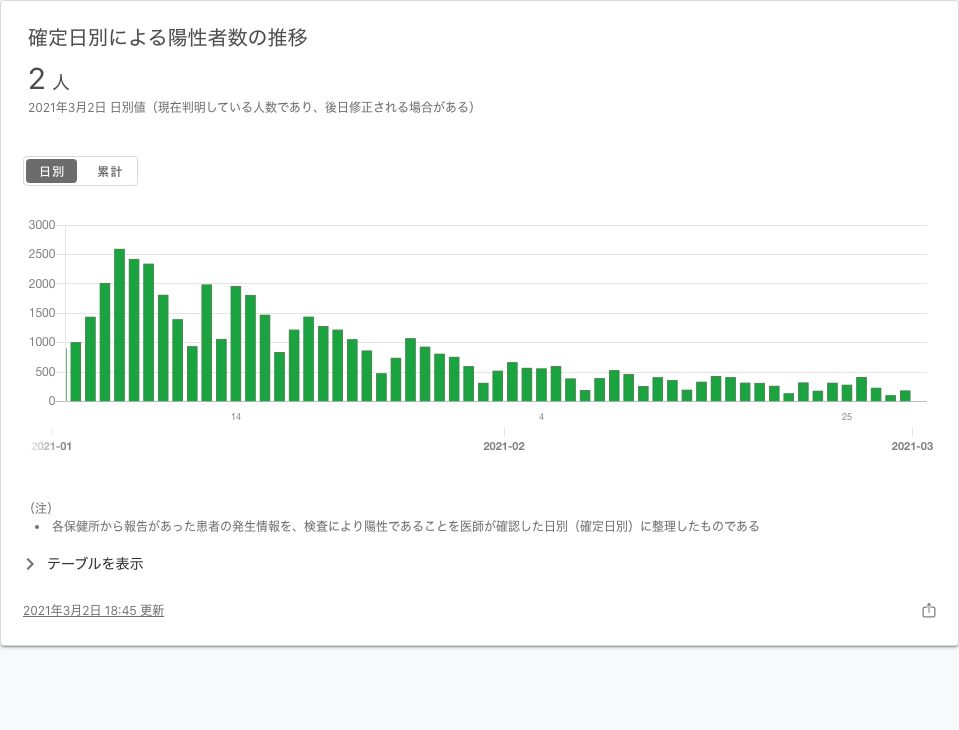 確定日別による陽性者数の推移
2 人
2021年3月2日 日別値（現在判明している人数であり、後日修正される場合がある）
日別 累計
3000
2500
2000
1500
1000
500
0
14 4 25
2021-01 2021-02 2021-03
（注）
• 各保健所から報告があった患者の発生情報を、検査により陽性であることを医師が確認した日別（確定日別）に整理したものである
テーブルを表示
2021年3月2日 18:45 更新